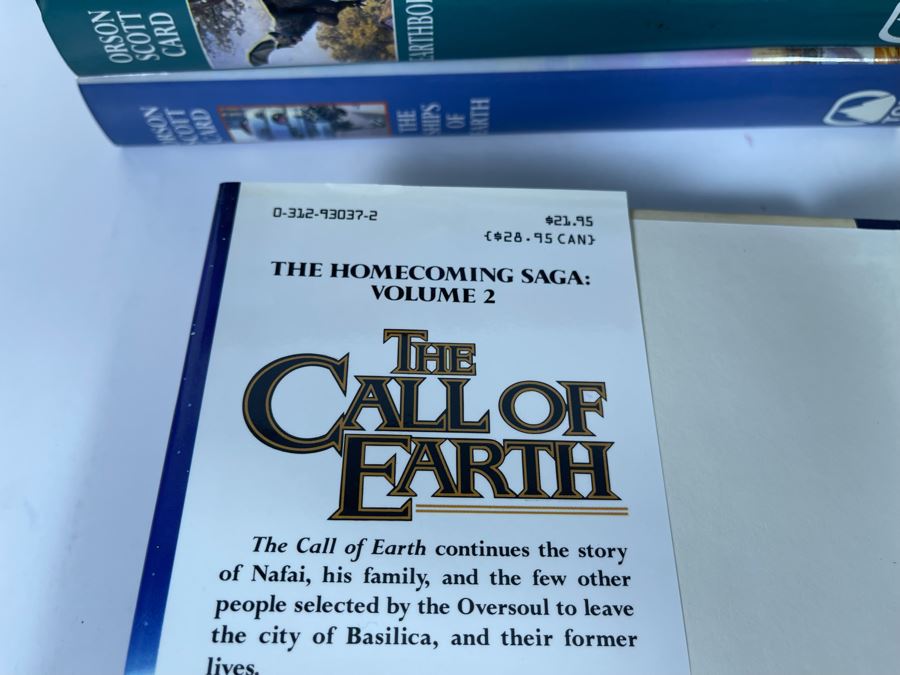 ORSON
SCOTT
CARD
EARTHBO
ORSON
SCOTT
CARD
THE
SHIPS
OF
EARTH
0-312-93037-2
$21.95
{$28.95 CAN}
THE HOMECOMING SAGA:
VOLUME 2
THE
CALL OF
EARTH
The Call of Earth continues the story
of Nafai, his family, and the few other
people selected by the Oversoul to leave
the city of Basilica, and their former
lives.